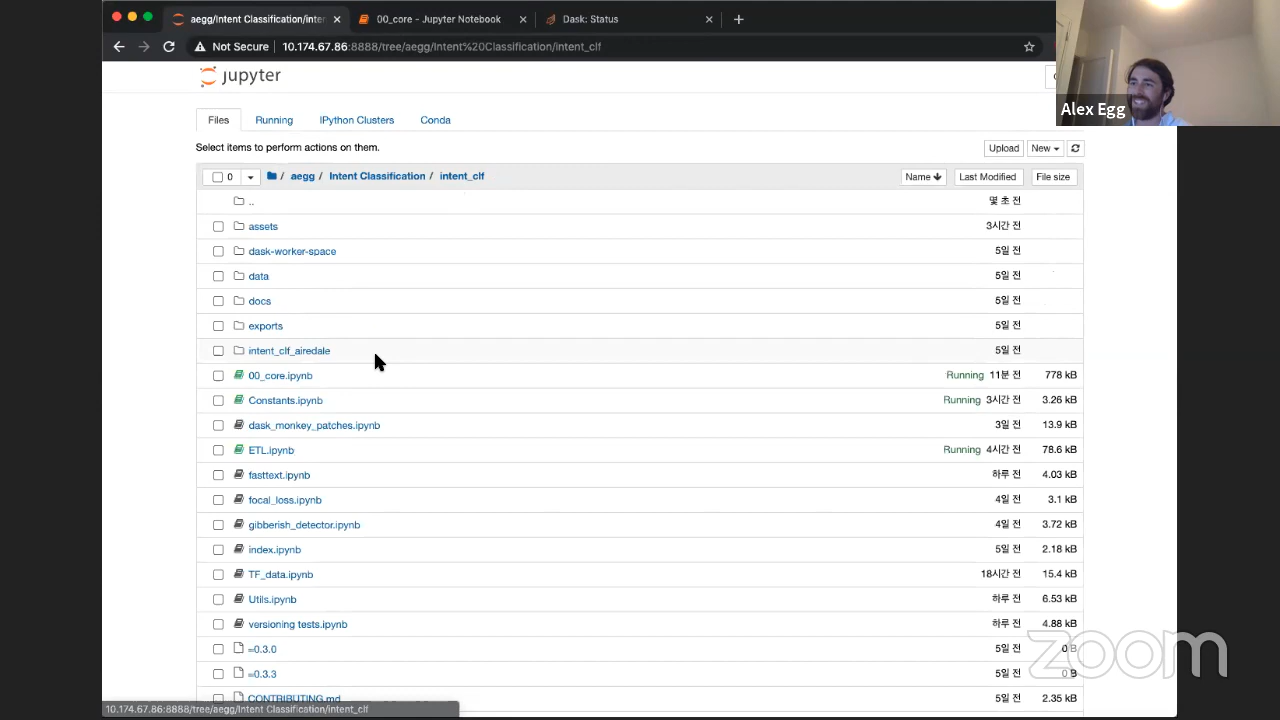 aegg/Intent Classification/inter
00_core - Jupyter Notebook
Dask: Status
Not Secure 10.174.67.86:8888/tree/aegg/Intent%20Classification/intent_clf
jupyter
Alex Egg
Files Running IPython Clusters Conda
Select items to perform actions on them.
Upload New
0 / aegg / Intent Classification / intent_clf Name Last Modified File size
.. 몇 초 전
assets 3시간 전
dask-worker-space 5일 전
data 5일 전
docs 5일 전
exports 5일 전
intent_clf_airedale 5일 전
00_core.ipynb Running 11분 전 778 kB
Constants.ipynb Running 3시간 전 3.26 kB
dask_monkey_patches.ipynb 3일 전 13.9 kB
ETL.ipynb Running 4시간 전 78.6 kB
fasttext.ipynb 하루 전 4.03 kB
focal_loss.ipynb 4일 전 3.1 kB
gibberish_detector.ipynb 4일 전 3.72 kB
index.ipynb 5일 전 2.18 kB
TF_data.ipynb 18시간 전 15.4 kB
Utils.ipynb 하루 전 6.53 kB
versioning tests.ipynb 하루 전 4.88 kB
=0.3.0 5일 전 0 B
=0.3.3 5일 전 0 B
CONTRIBUTING.md 5일 전 2.35 kB
10.174.67.86:8888/tree/aegg/Intent Classification/intent_clf
zoom